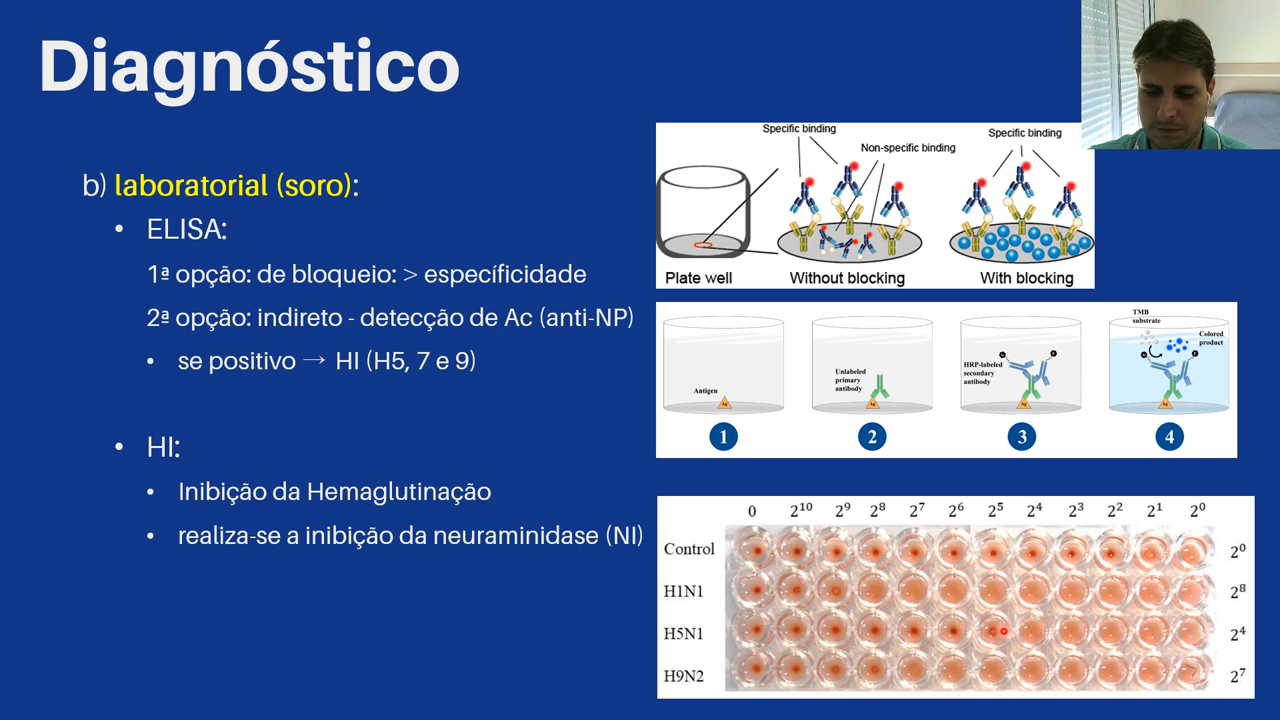 Diagnóstico
b) laboratorial (soro):
• ELISA:
1ª opção: de bloqueio: > específicidade
2ª opção: indireto - detecção de Ac (anti-NP)
• se positivo → HI (H5, 7 e 9)
• HI:
• Inibição da Hemaglutinação
• realiza-se a inibição da neuraminidase (NI)
Specific binding
Non-specific binding
Specific binding
Plate well
Without blocking
With blocking
Antigen
Ag
1
Unlabeled
primary
antibody
Ag
2
HRP-labeled
secondary
antibody
Ag
3
TMB
substrate
Colored
product
Ag
4
0 2¹⁰ 2⁹ 2⁸ 2⁷ 2⁶ 2⁵ 2⁴ 2³ 2² 2¹ 2⁰
Control 2⁰
H1N1 2⁸
H5N1 2⁴
H9N2 2⁷